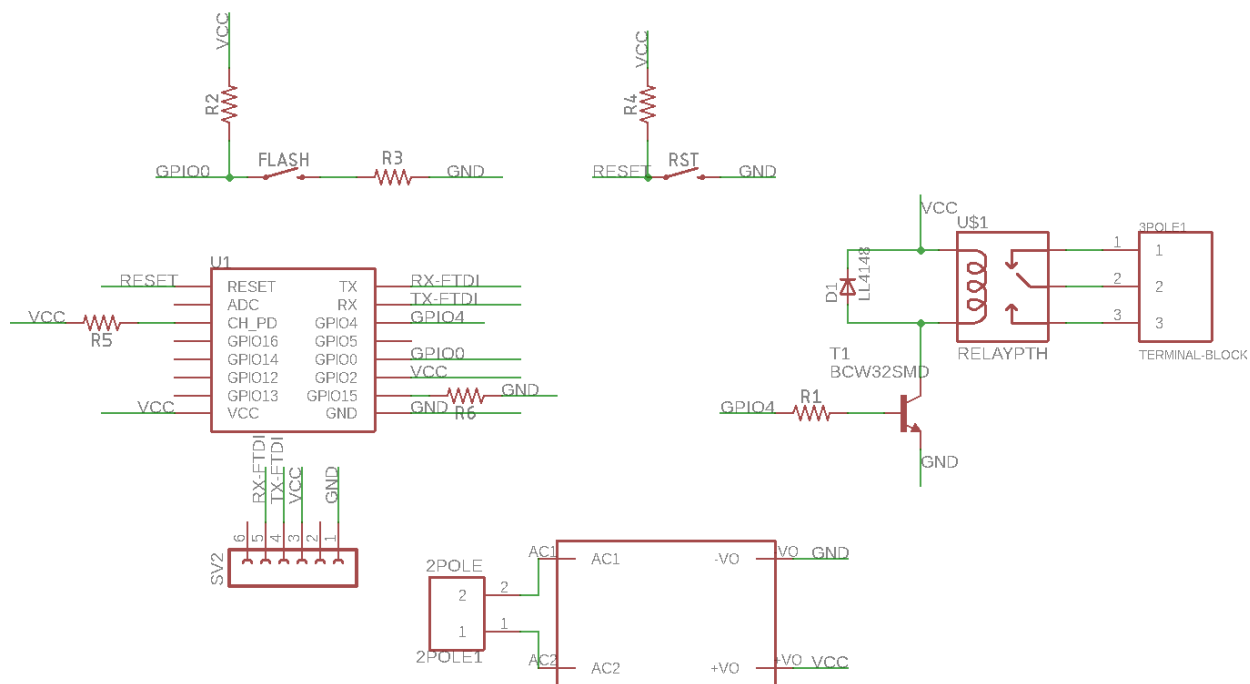 VCC
R2
GPIO0
FLASH
R3
GND
VCC
R4
RESET
RST
GND
VCC
U$1
D1
LL4148
RELAYPTH
1
2
3
3POLE1
1
2
3
TERMINAL-BLOCK
T1
BCW32SMD
GPIO4
R1
GND
U1
RESET
RESET
ADC
VCC
R5
CH_PD
GPIO16
GPIO14
GPIO12
GPIO13
VCC
VCC
TX
RX-FTDI
RX
TX-FTDI
GPIO4
GPIO4
GPIO5
GPIO0
GPIO0
GPIO2
VCC
GPIO15
GND
R6
GND
GND
RX-FTDI
TX-FTDI
VCC
GND
6
5
4
3
2
1
SV2
2POLE
2
2
1
1
2POLE1
AC1
AC1
-VO
VO
GND
AC2
AC2
+VO
+VO
VCC